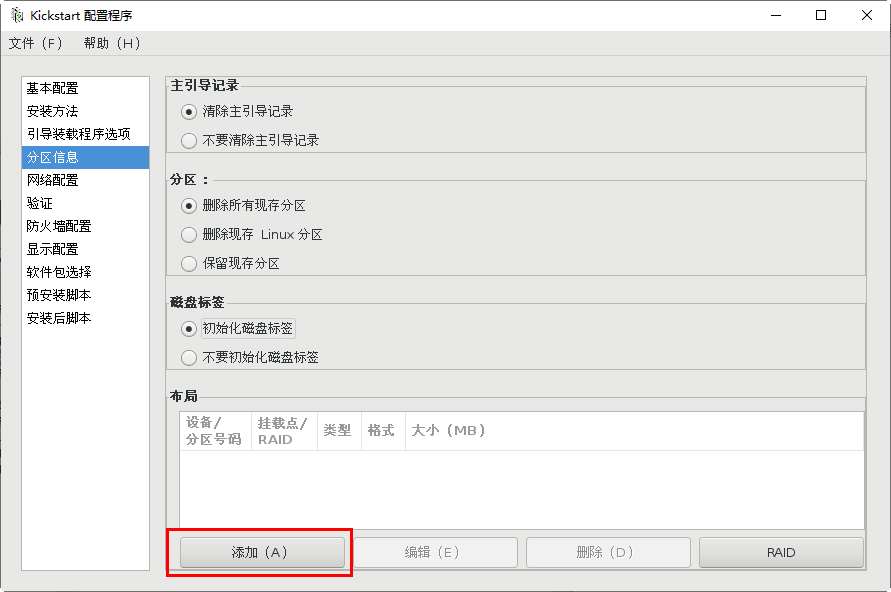 Kickstart 配置程序
文件（F） 帮助（H）
基本配置
安装方法
引导装载程序选项
分区信息
网络配置
验证
防火墙配置
显示配置
软件包选择
预安装脚本
安装后脚本
主引导记录
清除主引导记录
不要清除主引导记录
分区：
删除所有现存分区
删除现存 Linux 分区
保留现存分区
磁盘标签
初始化磁盘标签
不要初始化磁盘标签
布局
设备/
分区号码
挂载点/
RAID
类型
格式
大小（MB）
添加（A） 编辑（E） 删除（D） RAID